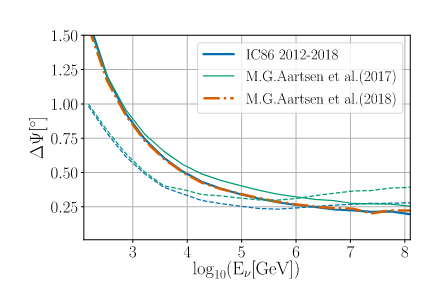 1.50
1.25
1.00
0.75
0.50
0.25
ΔΨ[°]
IC86 2012-2018
M.G.Aartsen et al.(2017)
M.G.Aartsen et al.(2018)
3 4 5 6 7 8
log₁₀(Eν[GeV])